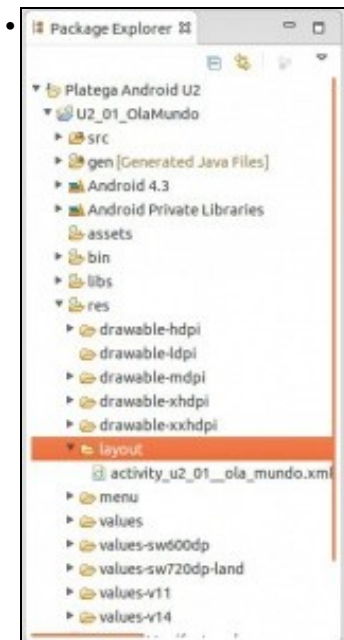 Package Explorer
Platega Android U2
U2_01_OlaMundo
src
gen [Generated Java Files]
Android 4.3
Android Private Libraries
assets
bin
libs
res
drawable-hdpi
drawable-ldpi
drawable-mdpi
drawable-xhdpi
drawable-xxhdpi
layout
activity_u2_01__ola_mundo.xml
menu
values
values-sw600dp
values-sw720dp-land
values-v11
values-v14